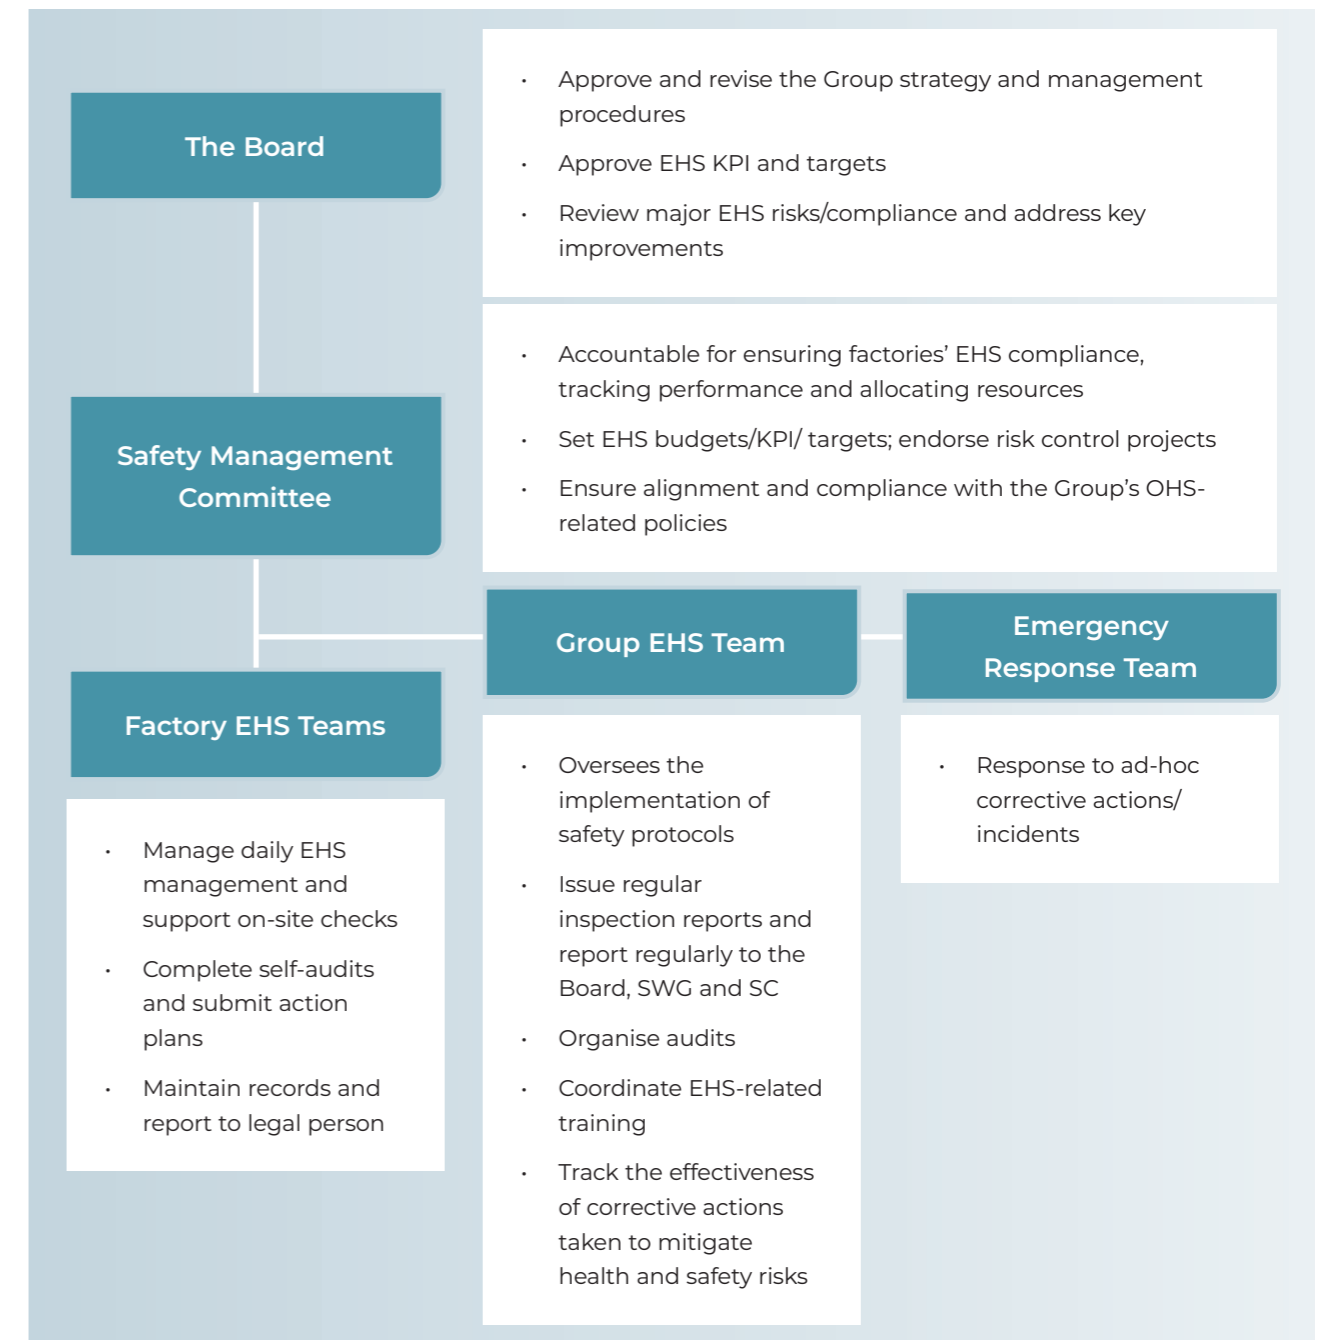 The Board
• Approve and revise the Group strategy and management
procedures
• Approve EHS KPI and targets
• Review major EHS risks/compliance and address key
improvements
Safety Management
Committee
• Accountable for ensuring factories’ EHS compliance,
tracking performance and allocating resources
• Set EHS budgets/KPI/ targets; endorse risk control projects
• Ensure alignment and compliance with the Group’s OHS-
related policies
Factory EHS Teams
• Manage daily EHS
management and
support on-site checks
• Complete self-audits
and submit action
plans
• Maintain records and
report to legal person
Group EHS Team
• Oversees the
implementation of
safety protocols
• Issue regular
inspection reports and
report regularly to the
Board, SWG and SC
• Organise audits
• Coordinate EHS-related
training
• Track the effectiveness
of corrective actions
taken to mitigate
health and safety risks
Emergency
Response Team
• Response to ad-hoc
corrective actions/
incidents